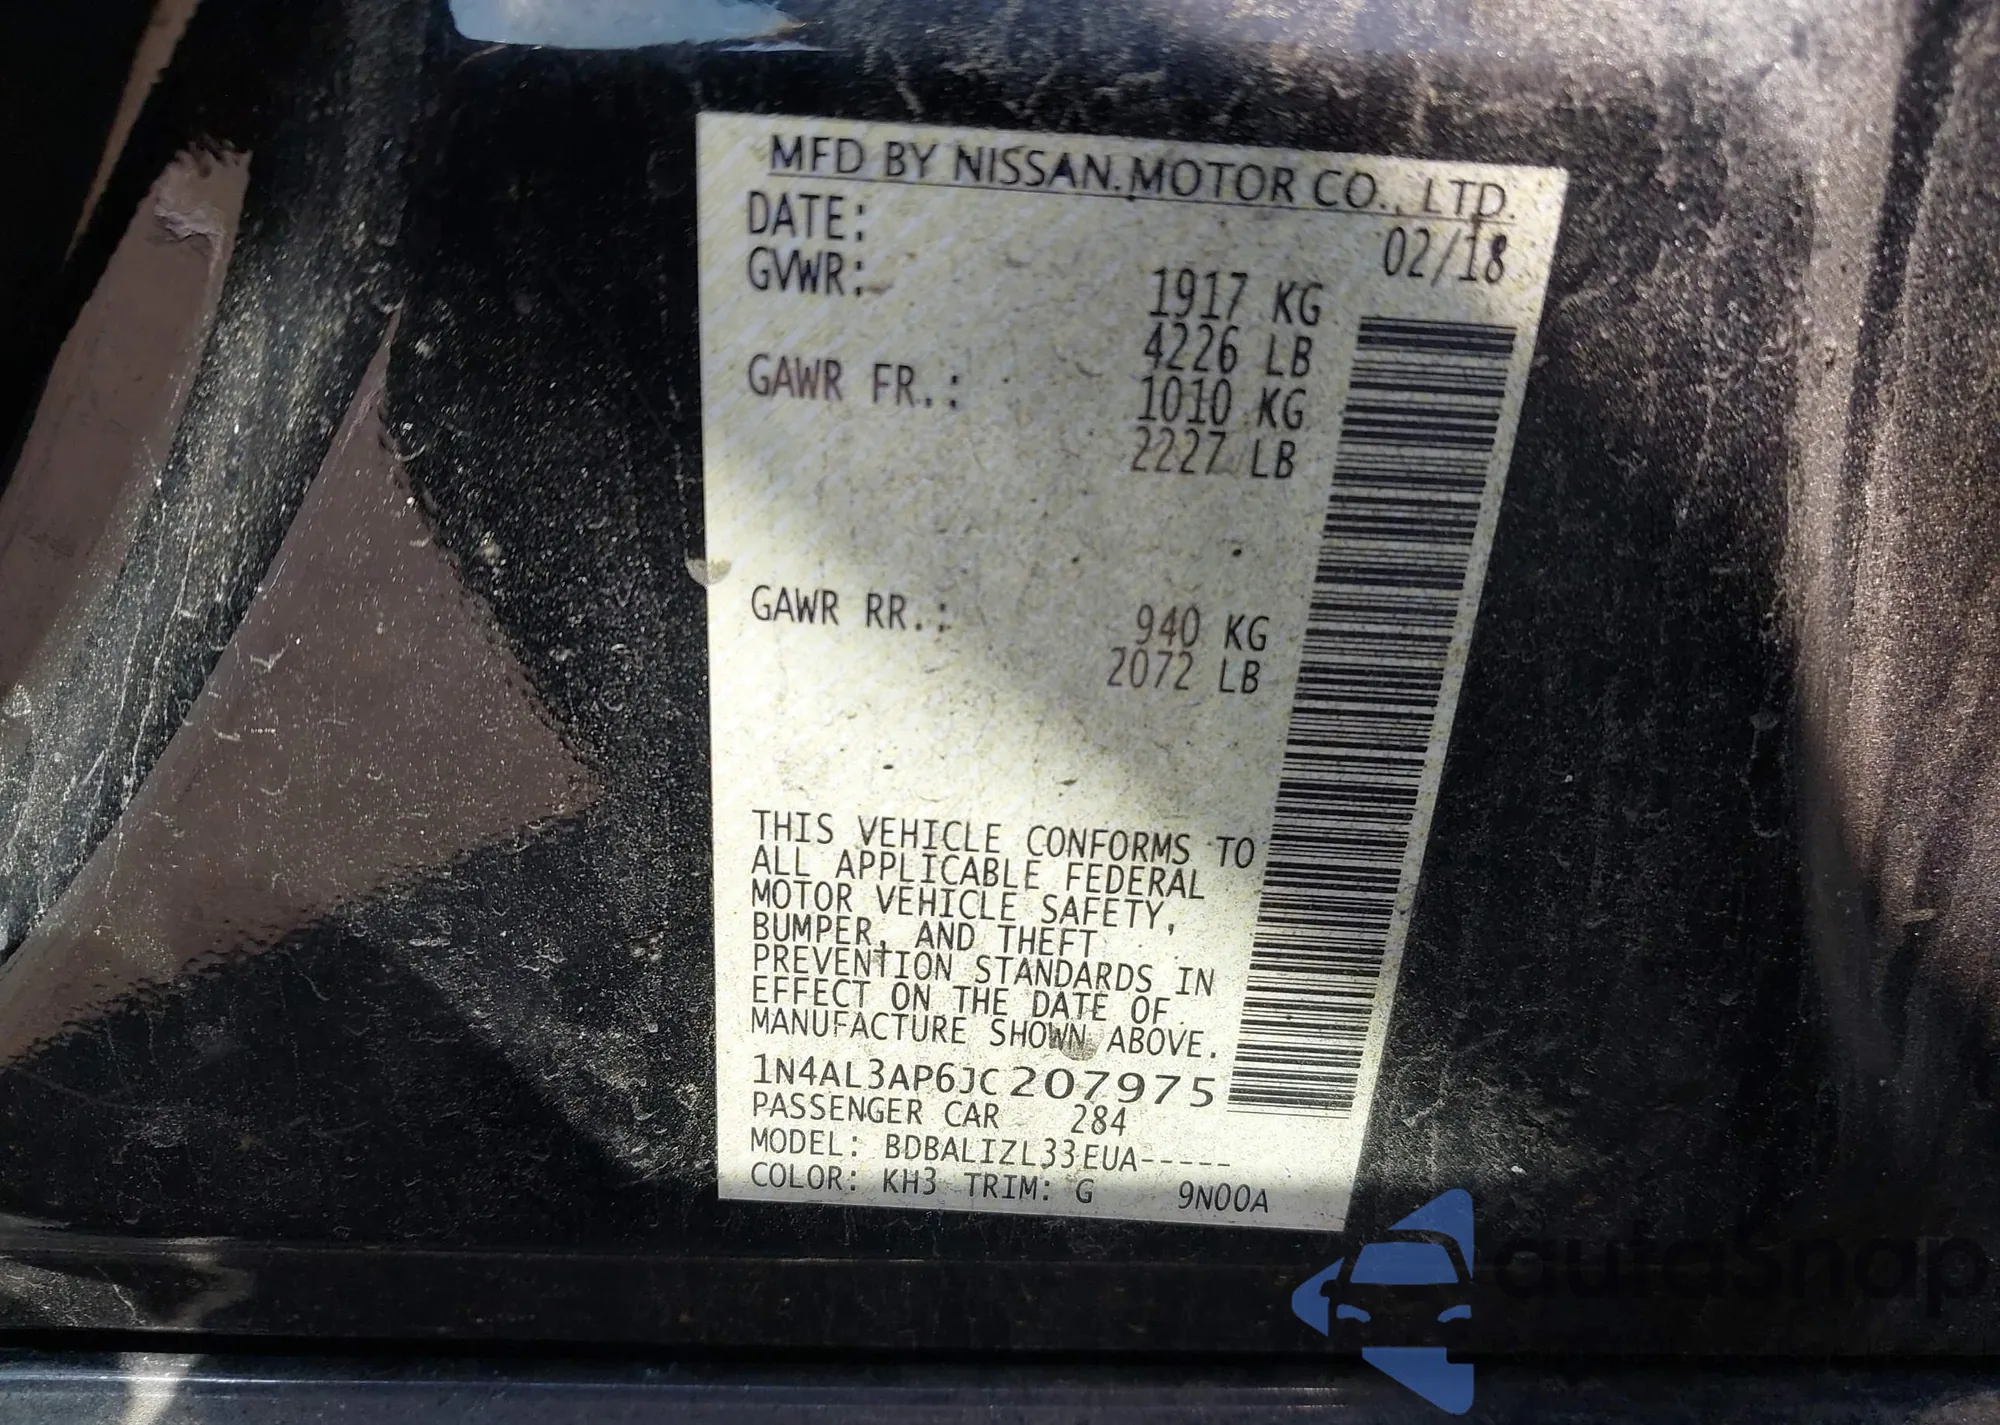 MFD BY NISSAN MOTOR CO., LTD.
DATE: 02/18
GVWR: 1917 KG
4226 LB
GAWR FR.: 1010 KG
2227 LB
GAWR RR.: 940 KG
2072 LB
THIS VEHICLE CONFORMS TO
ALL APPLICABLE FEDERAL
MOTOR VEHICLE SAFETY,
BUMPER, AND THEFT
PREVENTION STANDARDS IN
EFFECT ON THE DATE OF
MANUFACTURE SHOWN ABOVE.
1N4AL3AP6JC207975
PASSENGER CAR 284
MODEL: BDBALIZL33EUA-----
COLOR: KH3 TRIM: G 9N00A
autosnap